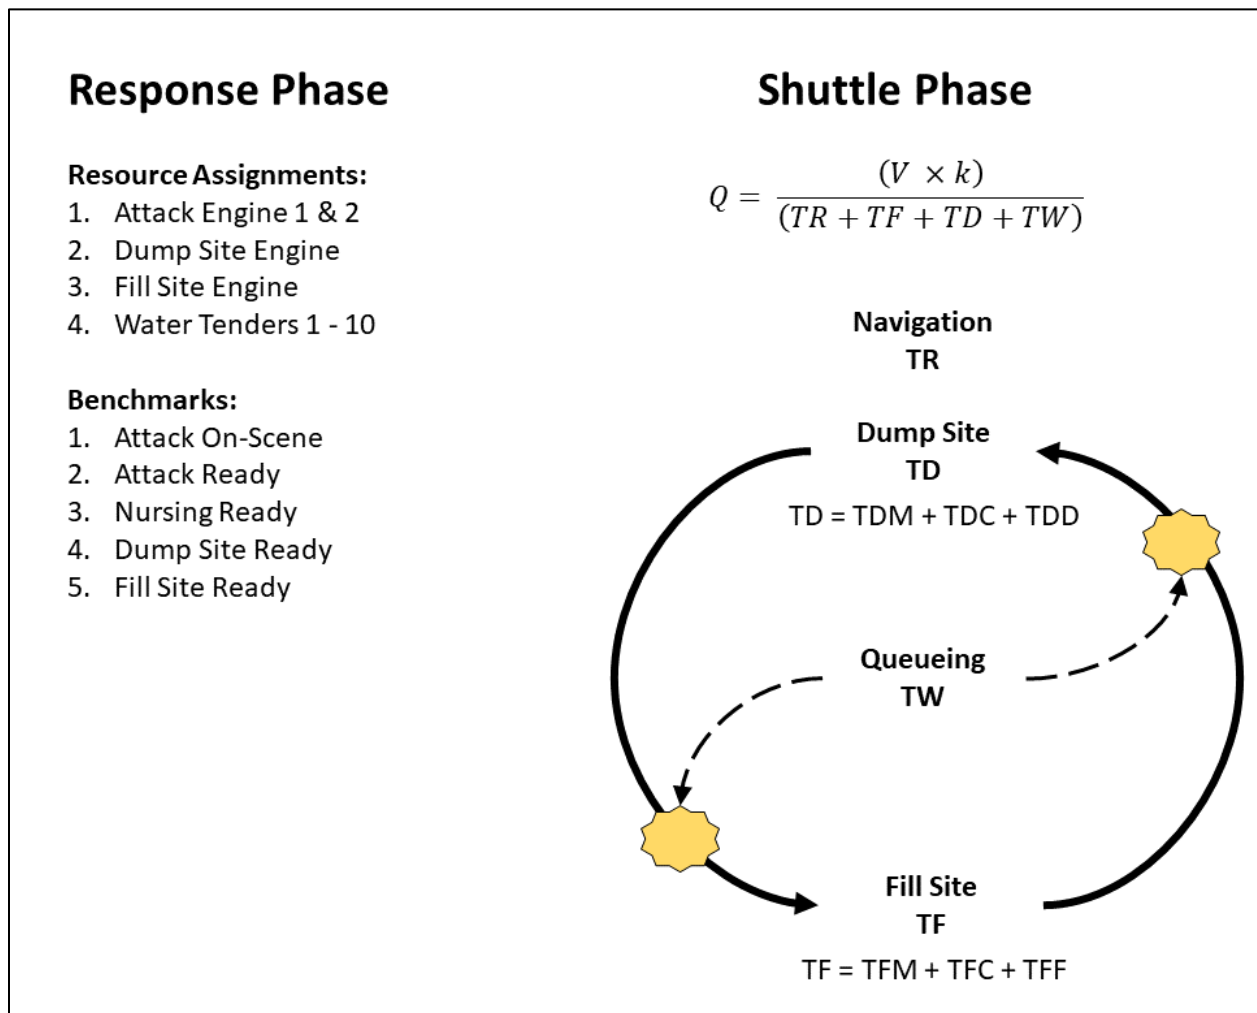 Response Phase
Resource Assignments:
1. Attack Engine 1 & 2
2. Dump Site Engine
3. Fill Site Engine
4. Water Tenders 1 - 10
Benchmarks:
1. Attack On-Scene
2. Attack Ready
3. Nursing Ready
4. Dump Site Ready
5. Fill Site Ready
Shuttle Phase
Q = (V × k) / (TR + TF + TD + TW)
Navigation
TR
Dump Site
TD
TD = TDM + TDC + TDD
Queueing
TW
Fill Site
TF
TF = TFM + TFC + TFF